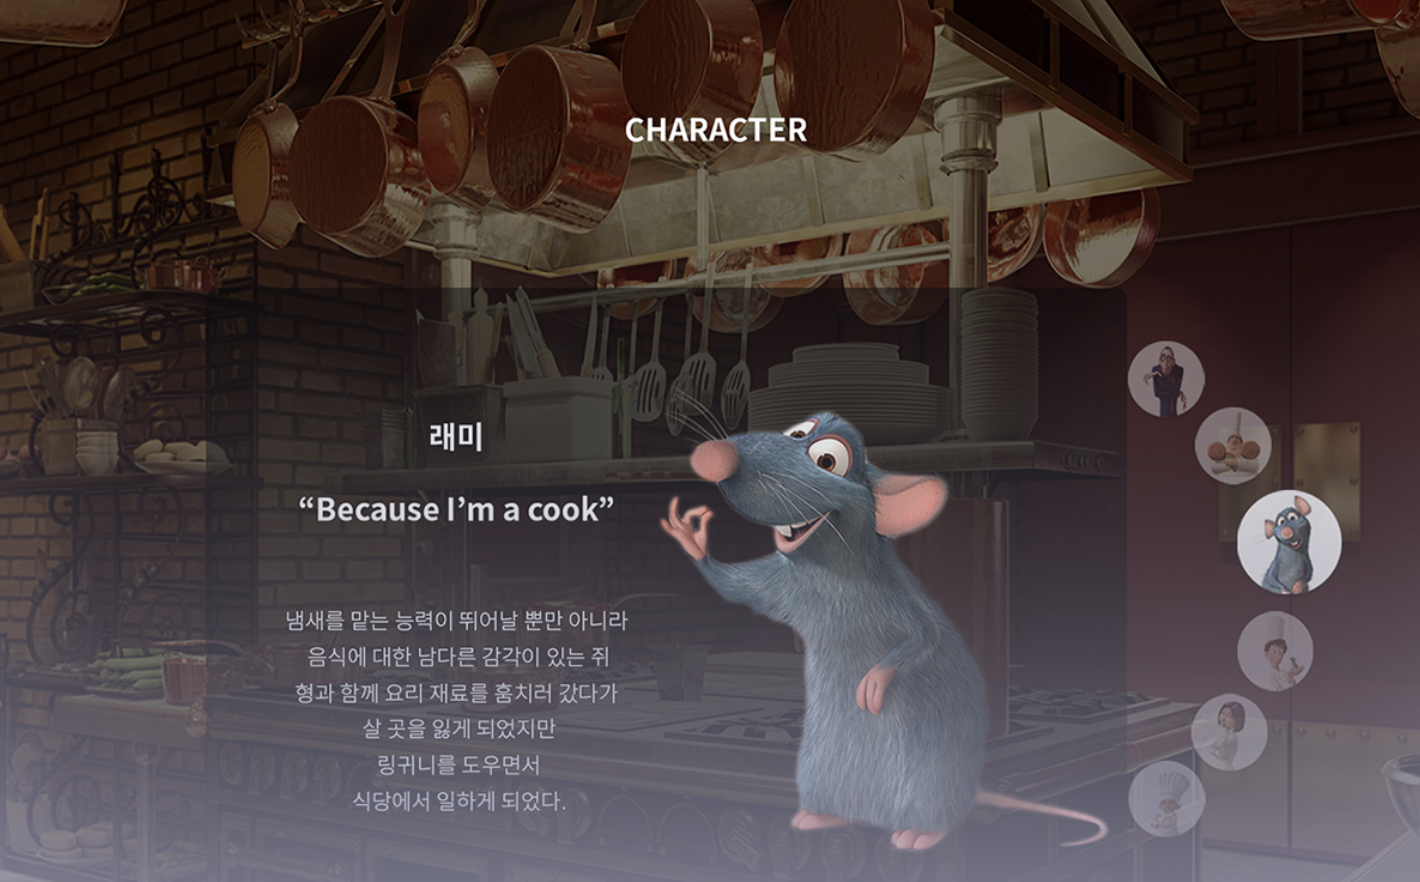 CHARACTER
래미
“Because I’m a cook”
냄새를 맡는 능력이 뛰어날 뿐만 아니라
음식에 대한 남다른 감각이 있는 쥐
형과 함께 요리 재료를 훔치러 갔다가
살 곳을 잃게 되었지만
링귀니를 도우면서
식당에서 일하게 되었다.